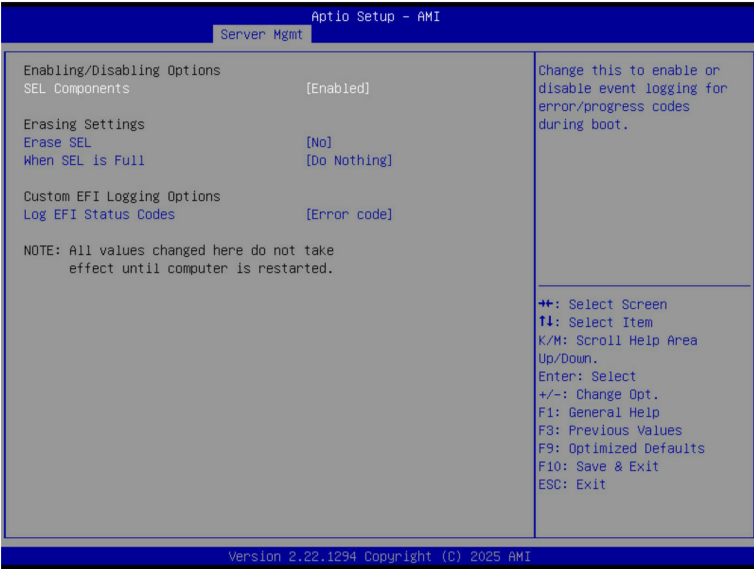 Aptio Setup – AMI
Server Mgmt
Enabling/Disabling Options
SEL Components [Enabled]
Erasing Settings
Erase SEL [No]
When SEL is Full [Do Nothing]
Custom EFI Logging Options
Log EFI Status Codes [Error code]
NOTE: All values changed here do not take
effect until computer is restarted.
Change this to enable or
disable event logging for
error/progress codes
during boot.
→←: Select Screen
↑↓: Select Item
K/M: Scroll Help Area
Up/Down.
Enter: Select
+/-: Change Opt.
F1: General Help
F3: Previous Values
F9: Optimized Defaults
F10: Save & Exit
ESC: Exit
Version 2.22.1294 Copyright (C) 2025 AMI